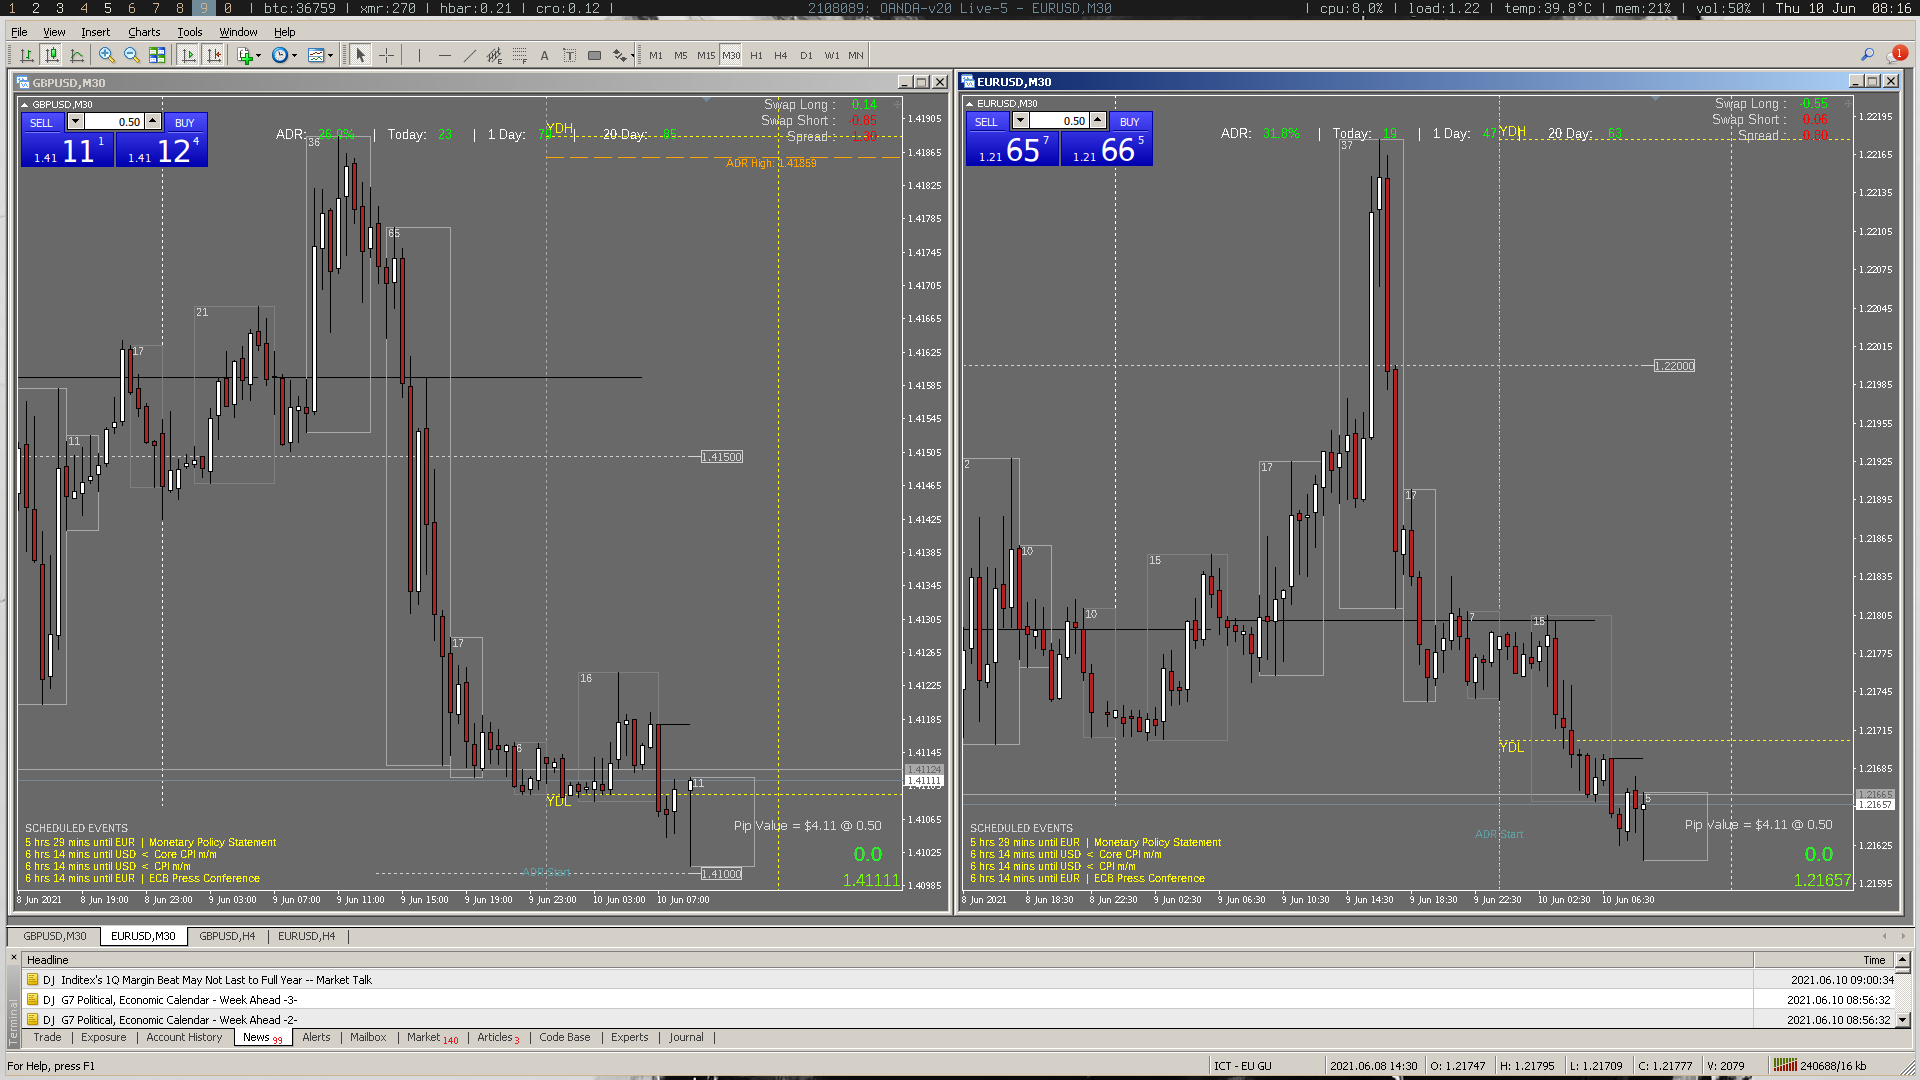 1 2 3 4 5 6 7 8 9 0 | btc:36759 | xmr:270 | hbar:0.21 | cro:0.12 |
2108089: OANDA-v20 Live-5 - EURUSD,M30
| cpu:8.0% | load:1.22 | temp:39.8°C | mem:21% | vol:50% | Thu 10 Jun 08:16
File View Insert Charts Tools Window Help
A T M1 M5 M15 M30 H1 H4 D1 W1 MN 1
GBPUSD,M30
GBPUSD,M30
SELL 0.50 BUY
1.41 11 1 1.41 12 4
ADR: 26.9% | Today: 23 | 1 Day: 20 Day: 85
Swap Long : 0.14
Swap Short : -0.85
Spread : 1.30
YDH
ADR High: 1.41859
36
65
21
17
11
17
6
16
11
1.41500
YDL
ADR Start
1.41000
Pip Value = $4.11 @ 0.50
0.0
1.41111
SCHEDULED EVENTS
5 hrs 29 mins until EUR | Monetary Policy Statement
6 hrs 14 mins until USD < Core CPI m/m
6 hrs 14 mins until USD < CPI m/m
6 hrs 14 mins until EUR | ECB Press Conference
1.41905
1.41865
1.41825
1.41785
1.41745
1.41705
1.41665
1.41625
1.41585
1.41545
1.41505
1.41465
1.41425
1.41385
1.41345
1.41305
1.41265
1.41225
1.41185
1.41145
1.41124
1.41111
1.41105
1.41065
1.41025
1.40985
8 Jun 2021 8 Jun 19:00 8 Jun 23:00 9 Jun 03:00 9 Jun 07:00 9 Jun 11:00 9 Jun 15:00 9 Jun 19:00 9 Jun 23:00 10 Jun 03:00 10 Jun 07:00
EURUSD,M30
EURUSD,M30
SELL 0.50 BUY
1.21 65 7 1.21 66 5
ADR: 31.8% | Today: 19 | 1 Day: 47 YDH 20 Day: 63
Swap Long : -0.55
Swap Short : 0.06
Spread : 0.80
37
2
10
10
15
17
17
7
15
5
1.22000
YDL
ADR Start
Pip Value = $4.11 @ 0.50
0.0
1.21657
SCHEDULED EVENTS
5 hrs 29 mins until EUR | Monetary Policy Statement
6 hrs 14 mins until USD < Core CPI m/m
6 hrs 14 mins until USD < CPI m/m
6 hrs 14 mins until EUR | ECB Press Conference
1.22195
1.22165
1.22135
1.22105
1.22075
1.22045
1.22015
1.21985
1.21955
1.21925
1.21895
1.21865
1.21835
1.21805
1.21775
1.21745
1.21715
1.21685
1.21665
1.21657
1.21625
1.21595
8 Jun 2021 8 Jun 18:30 8 Jun 22:30 9 Jun 02:30 9 Jun 06:30 9 Jun 10:30 9 Jun 14:30 9 Jun 18:30 9 Jun 22:30 10 Jun 02:30 10 Jun 06:30
GBPUSD,M30 EURUSD,M30 GBPUSD,H4 EURUSD,H4
Headline Time
DJ Inditex's 1Q Margin Beat May Not Last to Full Year -- Market Talk 2021.06.10 09:00:34
DJ G7 Political, Economic Calendar - Week Ahead -3- 2021.06.10 08:56:32
DJ G7 Political, Economic Calendar - Week Ahead -2- 2021.06.10 08:56:32
Terminal
Trade Exposure Account History News 99 Alerts Mailbox Market 140 Articles 3 Code Base Experts Journal
For Help, press F1 ICT - EU GU 2021.06.08 14:30 O: 1.21747 H: 1.21795 L: 1.21709 C: 1.21777 V: 2079 240688/16 kb